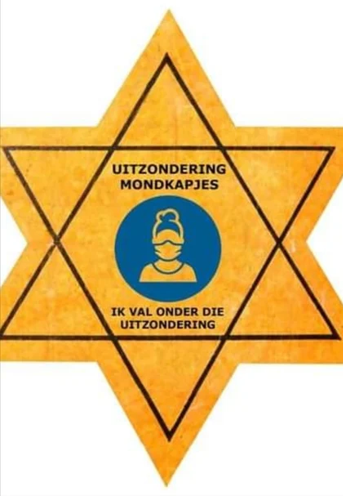 UITZONDERING
MONDKAPJES
IK VAL ONDER DIE
UITZONDERING